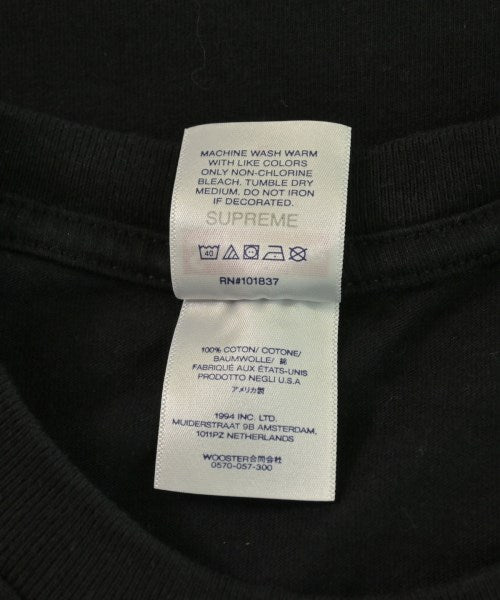 MACHINE WASH WARM
WITH LIKE COLORS
ONLY NON-CHLORINE
BLEACH. TUMBLE DRY
MEDIUM. DO NOT IRON
IF DECORATED.
SUPREME
40
RN#101837
100% COTON/ COTONE/
BAUMWOLLE/ 綿
FABRIQUÉ AUX ÉTATS-UNIS
PRODOTTO NEGLI U.S.A
アメリカ製
1994 INC. LTD.
MUIDERSTRAAT 9B AMSTERDAM,
1011PZ NETHERLANDS
WOOSTER合同会社
0570-057-300